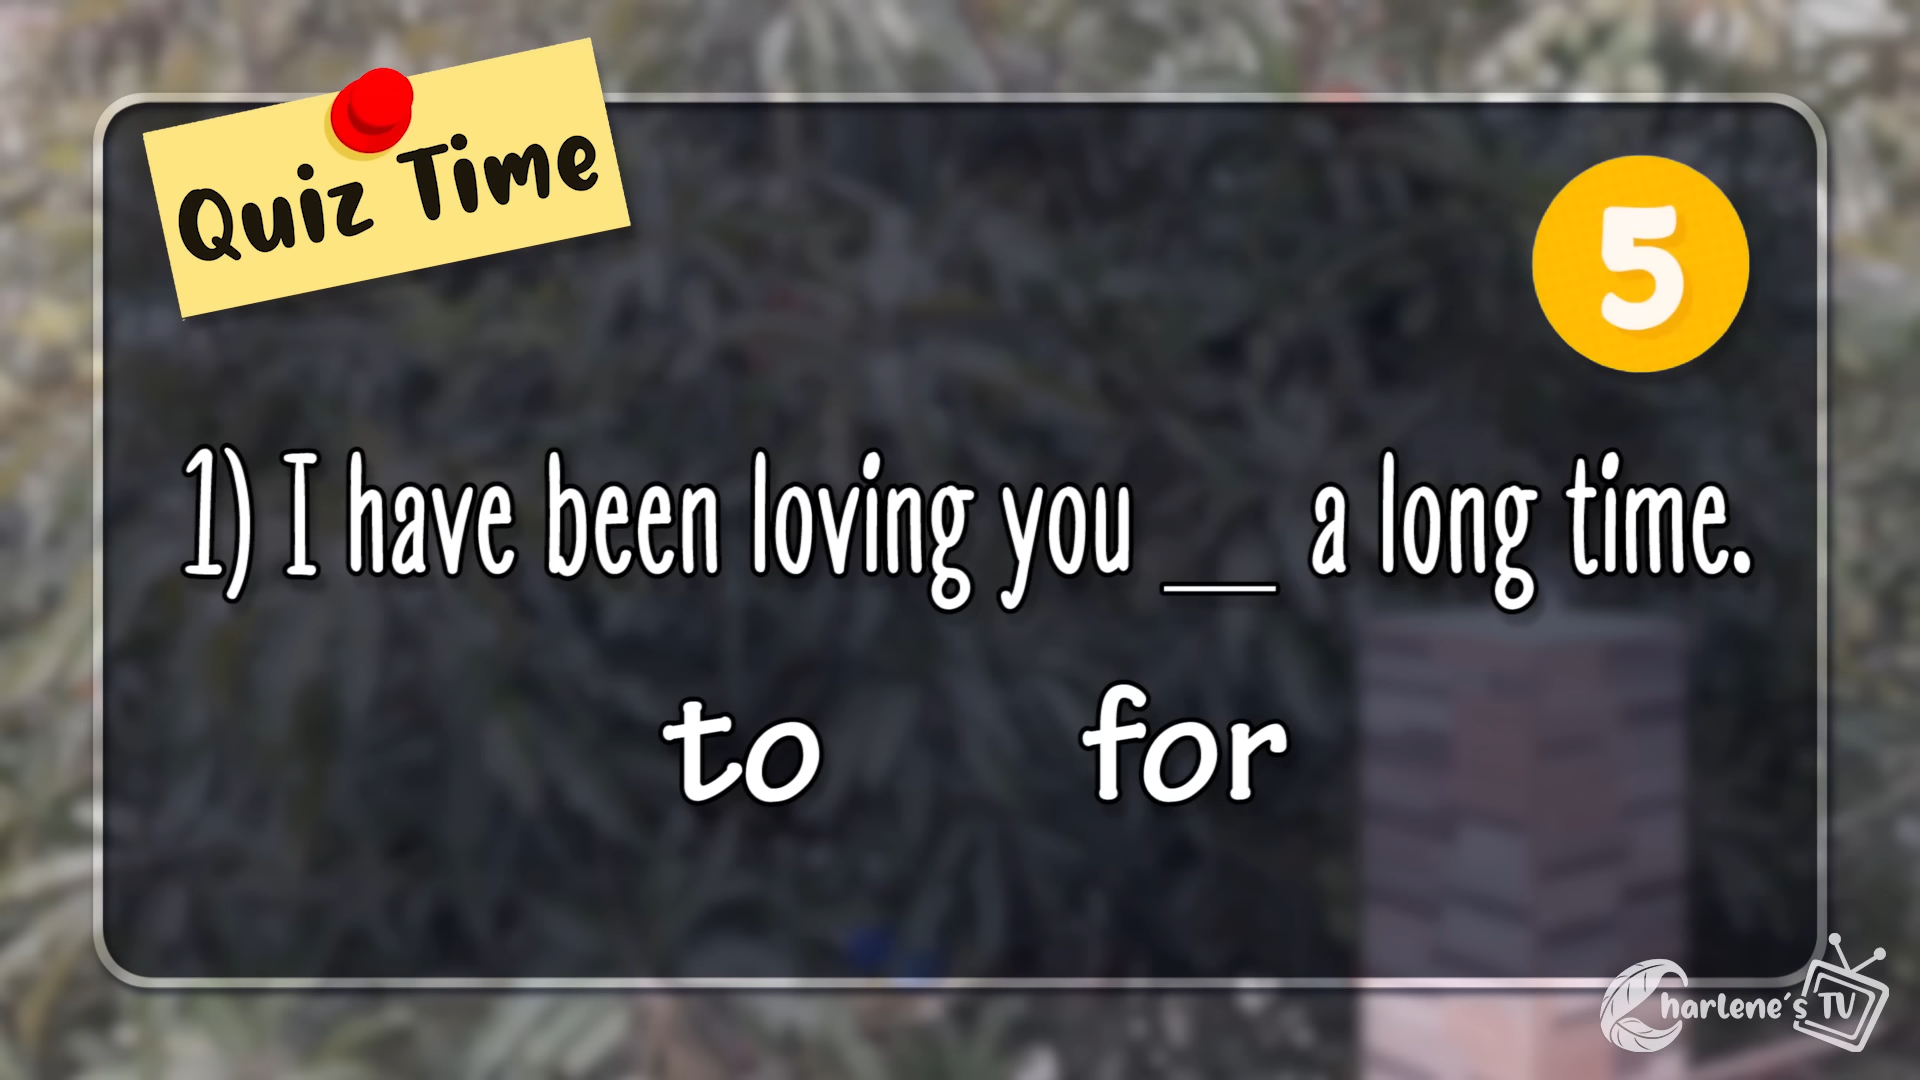 Quiz Time
5
1) I have been loving you __ a long time.
to for
Charlene's TV